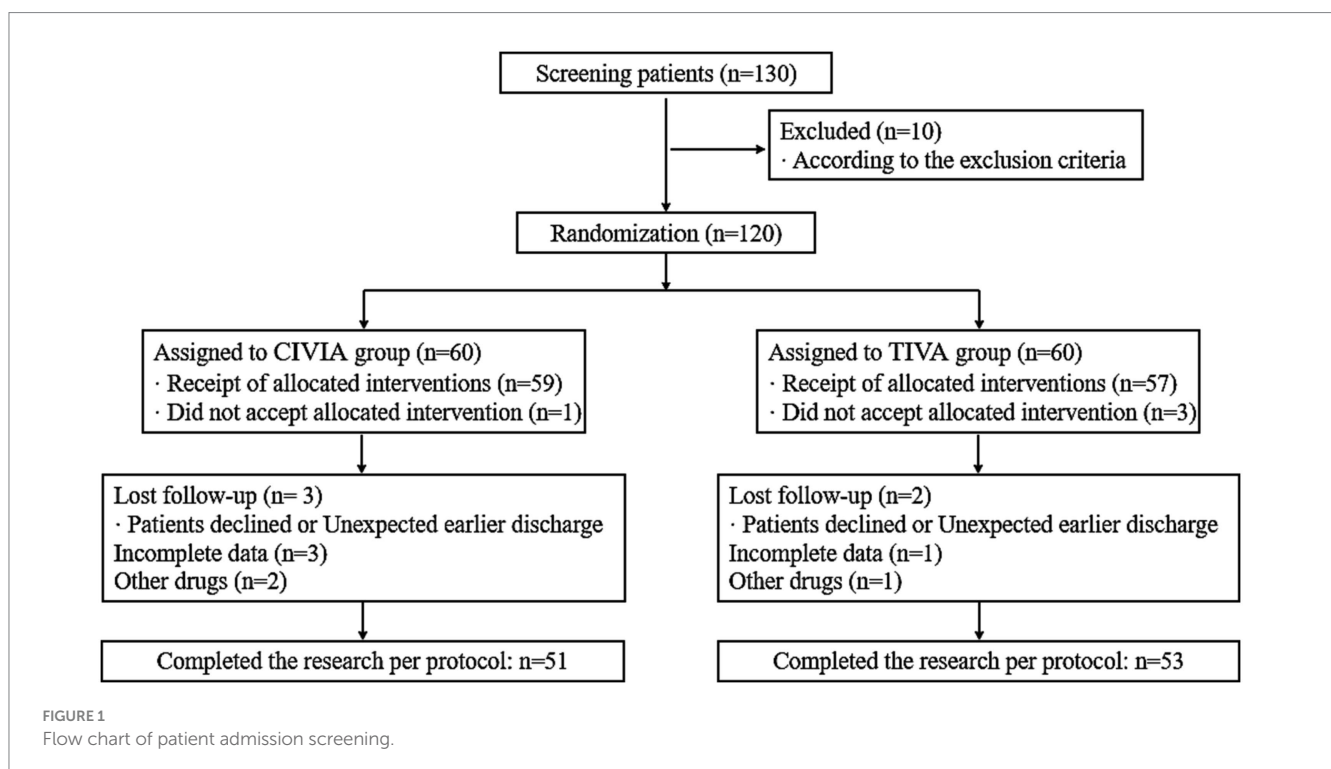 Screening patients (n=130)
Excluded (n=10)
· According to the exclusion criteria
Randomization (n=120)
Assigned to CIVIA group (n=60)
· Receipt of allocated interventions (n=59)
· Did not accept allocated intervention (n=1)
Assigned to TIVA group (n=60)
· Receipt of allocated interventions (n=57)
· Did not accept allocated intervention (n=3)
Lost follow-up (n= 3)
· Patients declined or Unexpected earlier discharge
Incomplete data (n=3)
Other drugs (n=2)
Lost follow-up (n=2)
· Patients declined or Unexpected earlier discharge
Incomplete data (n=1)
Other drugs (n=1)
Completed the research per protocol: n=51
Completed the research per protocol: n=53
FIGURE 1
Flow chart of patient admission screening.